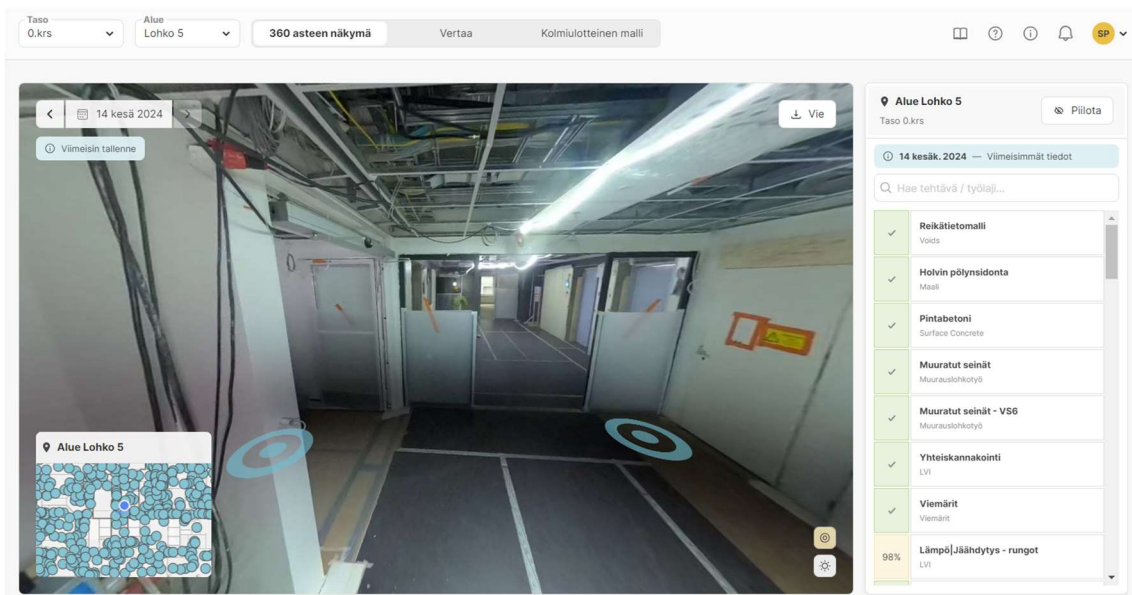 Taso
0.krs
Alue
Lohko 5
360 asteen näkymä
Vertaa
Kolmiulotteinen malli
SP
14 kesä 2024
Viimeisin tallenne
Vie
Alue Lohko 5
Alue Lohko 5
Taso 0.krs
Piilota
14 kesäk. 2024 — Viimeisimmät tiedot
Hae tehtävä / työlaji...
Reikätietomalli
Voids
Holvin pölynsidonta
Maali
Pintabetoni
Surface Concrete
Muuratut seinät
Muurauslohkotyö
Muuratut seinät - VS6
Muurauslohkotyö
Yhteiskannakointi
LVI
Viemärit
Viemärit
98%
Lämpö|Jäähdytys - rungot
LVI